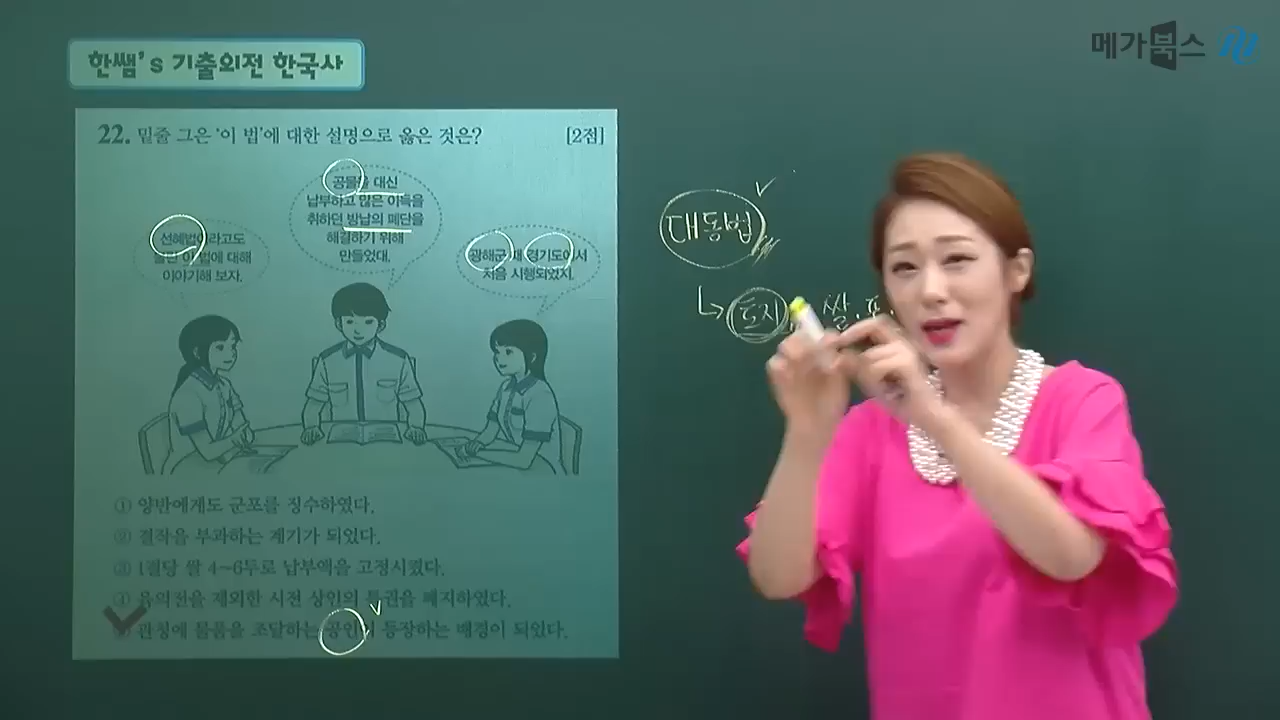 한쌤's 기출외전 한국사
메가북스
22. 밑줄 그은 '이 법'에 대한 설명으로 옳은 것은? [2점]
공물을 대신
납부하고 많은 이득을
취하던 방납의 폐단을
해결하기 위해
만들었대.
선혜법이라고도
불린 이 법에 대해
이야기해 보자.
광해군 때 경기도에서
처음 시행되었지.
① 양반에게도 군포를 징수하였다.
② 결작을 부과하는 계기가 되었다.
③ 1결당 쌀 4~6두로 납부액을 고정시켰다.
④ 육의전을 제외한 시전 상인의 특권을 폐지하였다.
⑤ 관청에 물품을 조달하는 공인이 등장하는 배경이 되었다.
대동법
토지 쌀, 포,